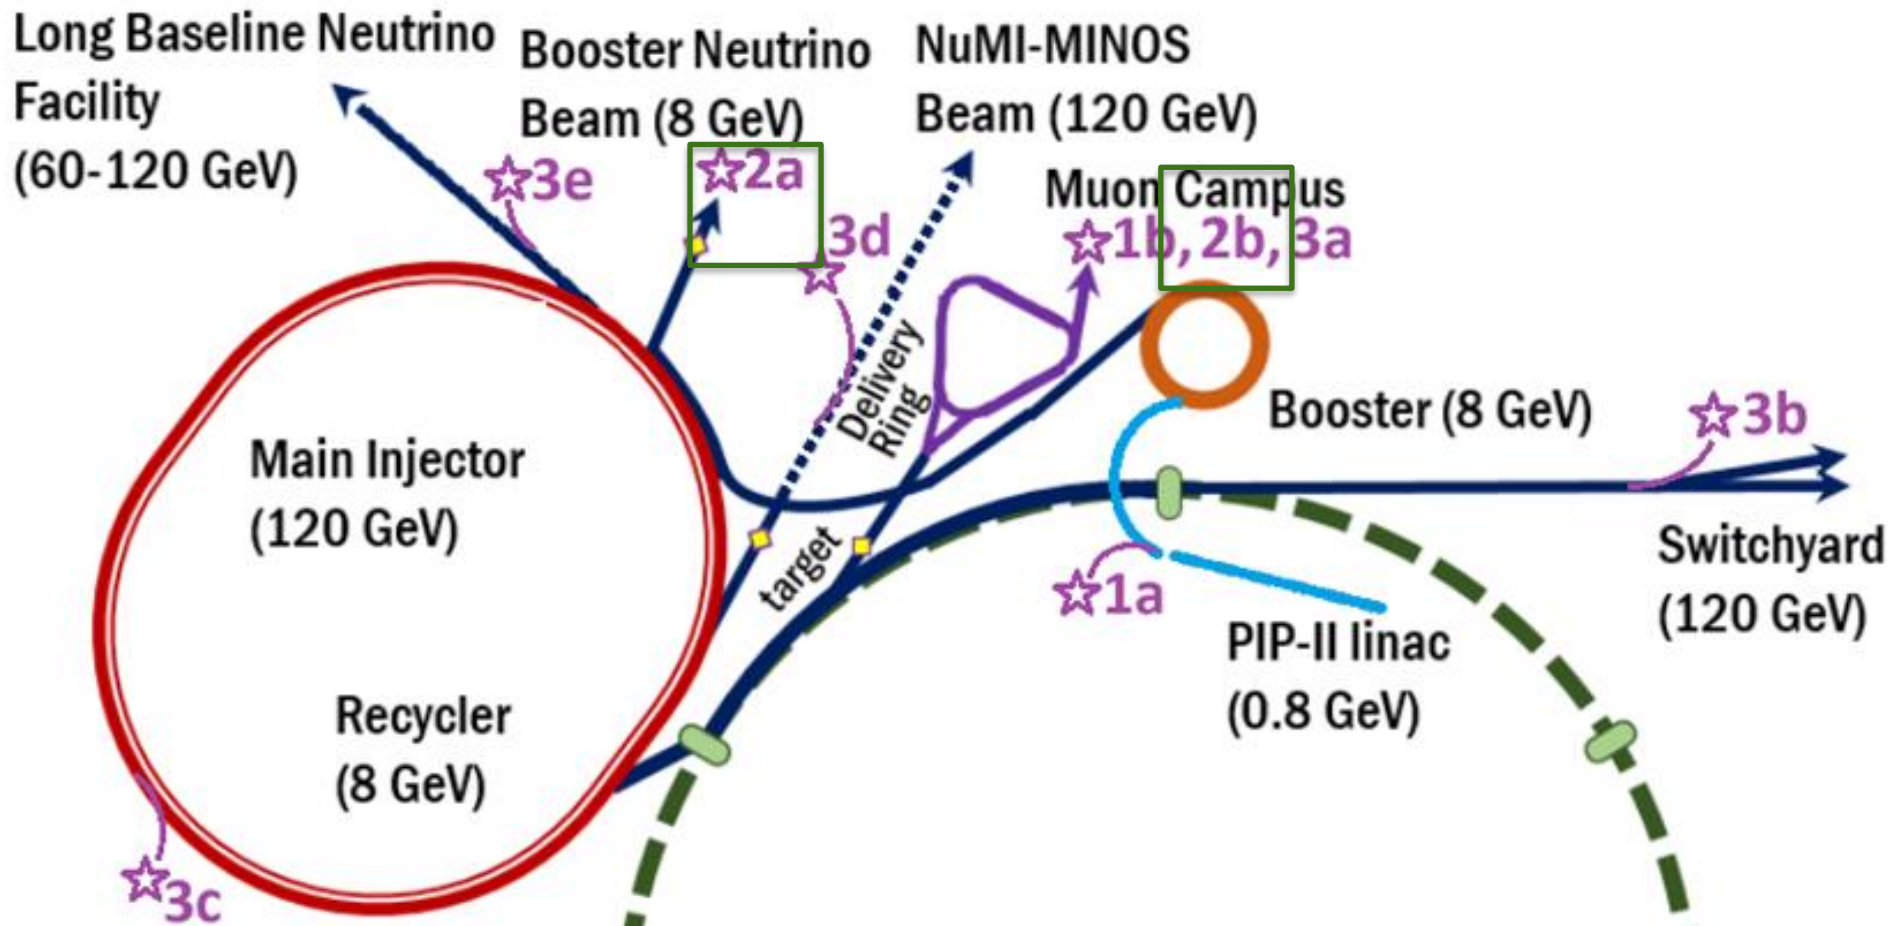 Long Baseline Neutrino
Facility
(60-120 GeV)
Booster Neutrino
Beam (8 GeV)
NuMI-MINOS
Beam (120 GeV)
Muon Campus
3e
2a
3d
1b, 2b, 3a
Delivery
Ring
Main Injector
(120 GeV)
Booster (8 GeV)
3b
target
1a
Switchyard
(120 GeV)
PIP-II linac
(0.8 GeV)
Recycler
(8 GeV)
3c